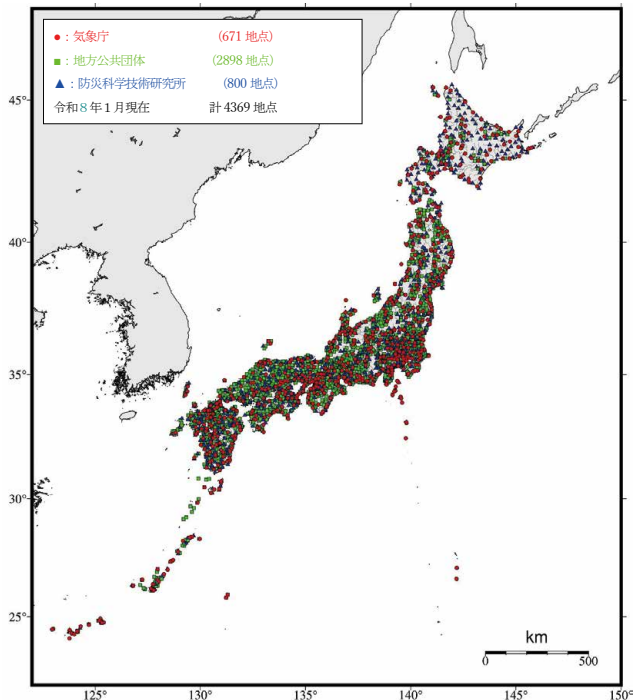 ●：気象庁 (671 地点)
■：地方公共団体 (2898 地点)
▲：防災科学技術研究所 (800 地点)
令和8年1月現在 計 4369 地点
45°
40°
35°
30°
25°
km
0 500
125° 130° 135° 140° 145° 150°